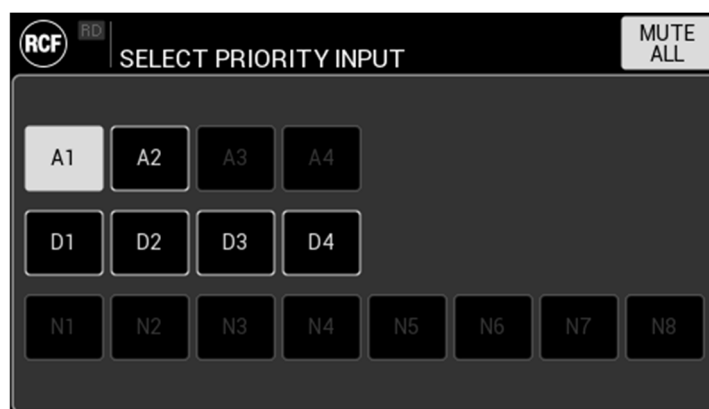 RCF RD
SELECT PRIORITY INPUT
MUTE
ALL
A1 A2 A3 A4
D1 D2 D3 D4
N1 N2 N3 N4 N5 N6 N7 N8